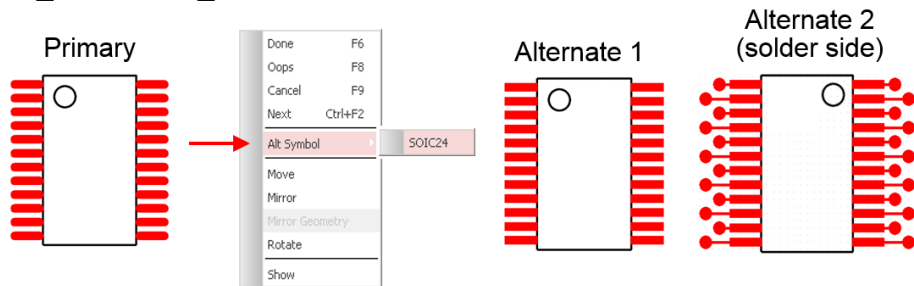 Primary
Done F6
Oops F8
Cancel F9
Next Ctrl+F2
Alt Symbol
SOIC24
Move
Mirror
Mirror Geometry
Rotate
Show
Alternate 1
Alternate 2
(solder side)